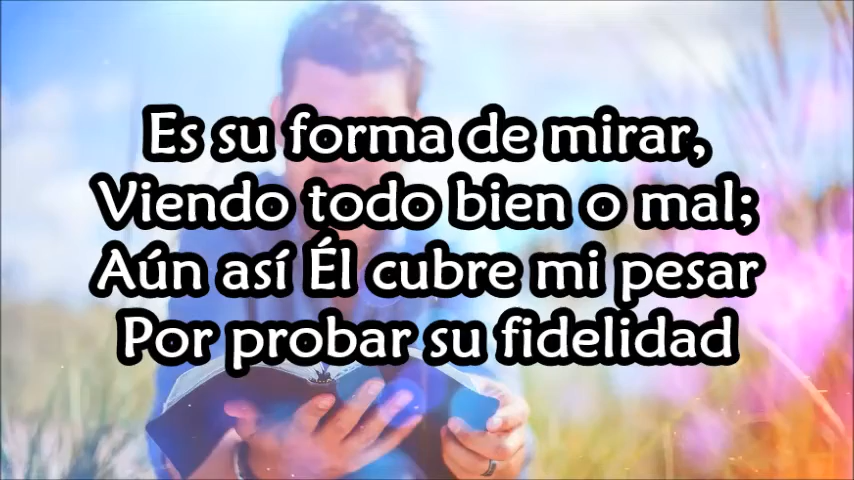 Es su forma de mirar,
Viendo todo bien o mal;
Aún así Él cubre mi pesar
Por probar su fidelidad